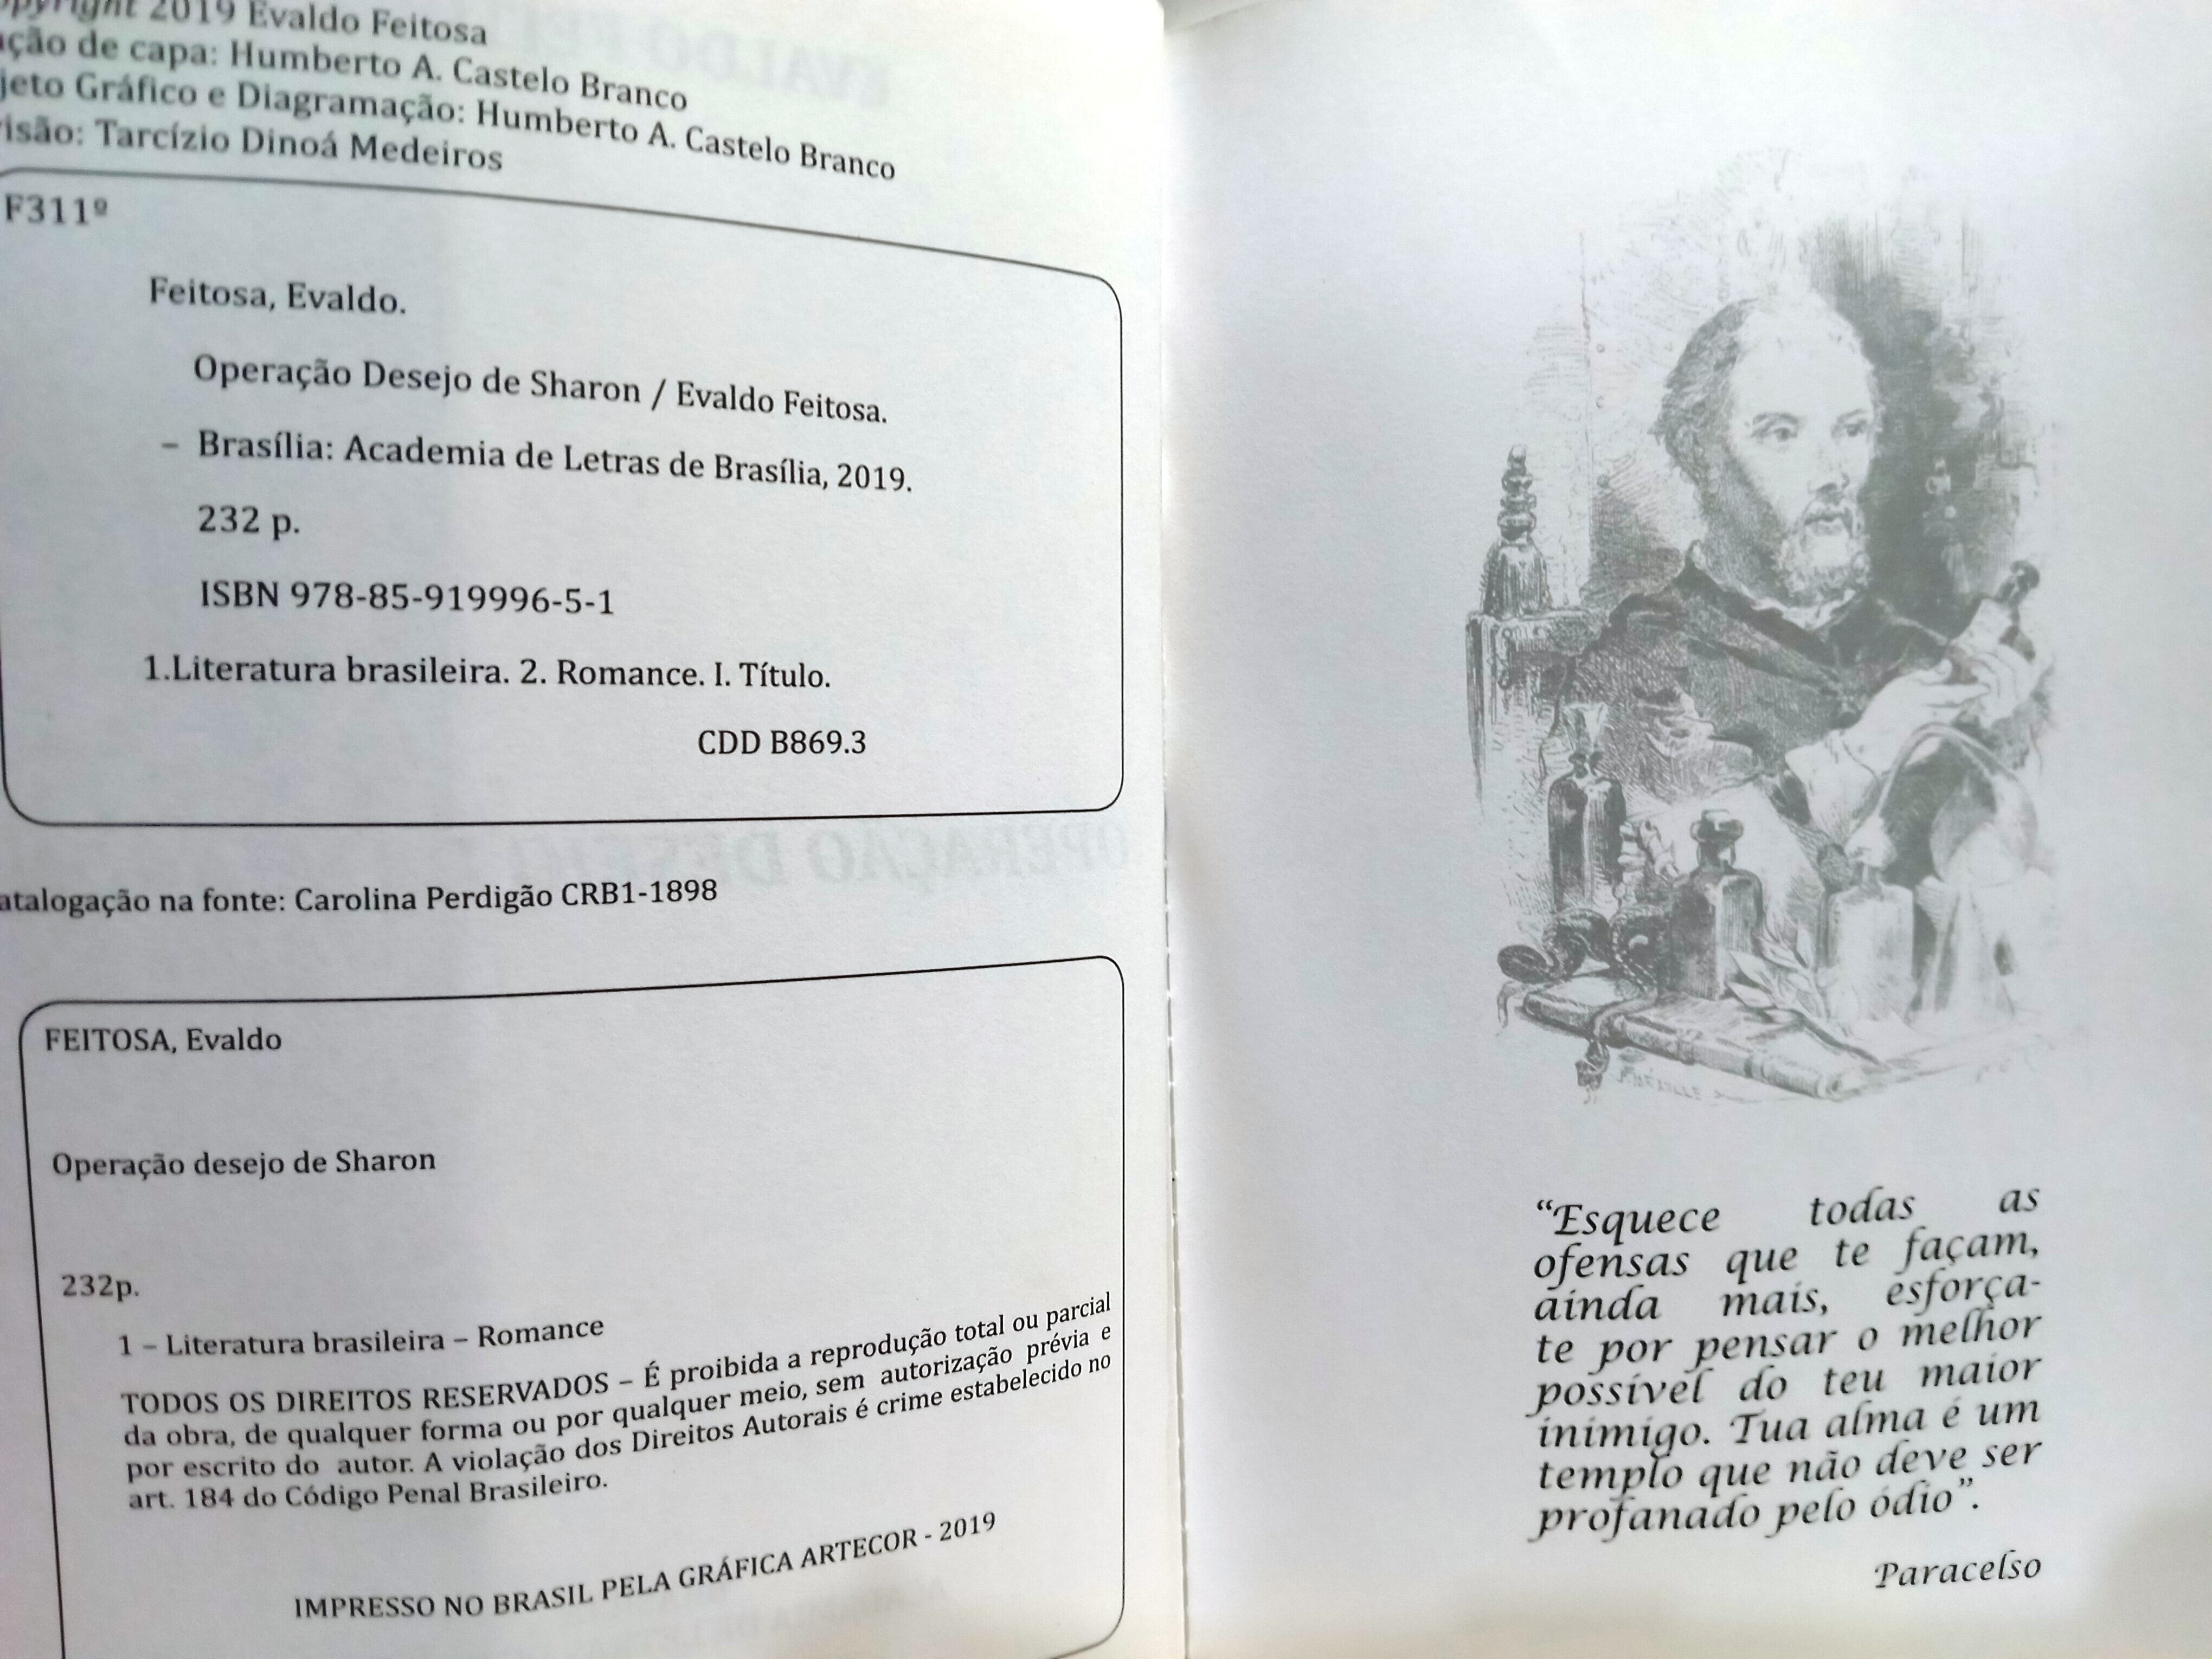 Copyright 2019 Evaldo Feitosa
ação de capa: Humberto A. Castelo Branco
jeto Gráfico e Diagramação: Humberto A. Castelo Branco
visão: Tarcízio Dinoá Medeiros
F311º
Feitosa, Evaldo.
Operação Desejo de Sharon / Evaldo Feitosa.
– Brasília: Academia de Letras de Brasília, 2019.
232 p.
ISBN 978-85-919996-5-1
1.Literatura brasileira. 2. Romance. I. Título.
CDD B869.3
atalogação na fonte: Carolina Perdigão CRB1-1898
FEITOSA, Evaldo
Operação desejo de Sharon
232p.
1 – Literatura brasileira – Romance
TODOS OS DIREITOS RESERVADOS – É proibida a reprodução total ou parcial
da obra, de qualquer forma ou por qualquer meio, sem autorização prévia e
por escrito do autor. A violação dos Direitos Autorais é crime estabelecido no
art. 184 do Código Penal Brasileiro.
IMPRESSO NO BRASIL PELA GRÁFICA ARTECOR - 2019
“Esquece todas as
ofensas que te façam,
ainda mais, esforça-
te por pensar o melhor
possível do teu maior
inimigo. Tua alma é um
templo que não deve ser
profanado pelo ódio”.
Paracelso